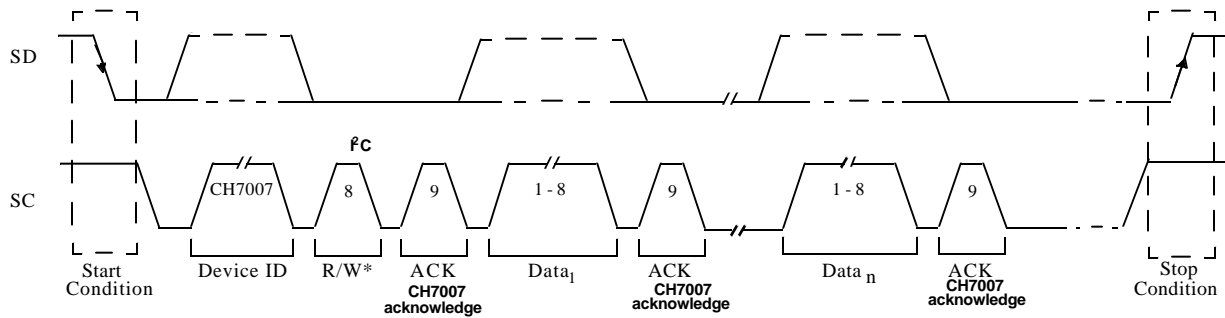 SD
I²C
SC
CH7007
8
9
1 - 8
9
1 - 8
9
Start
Condition
Device ID
R/W*
ACK
CH7007
acknowledge
Data1
ACK
CH7007
acknowledge
Data n
ACK
CH7007
acknowledge
Stop
Condition